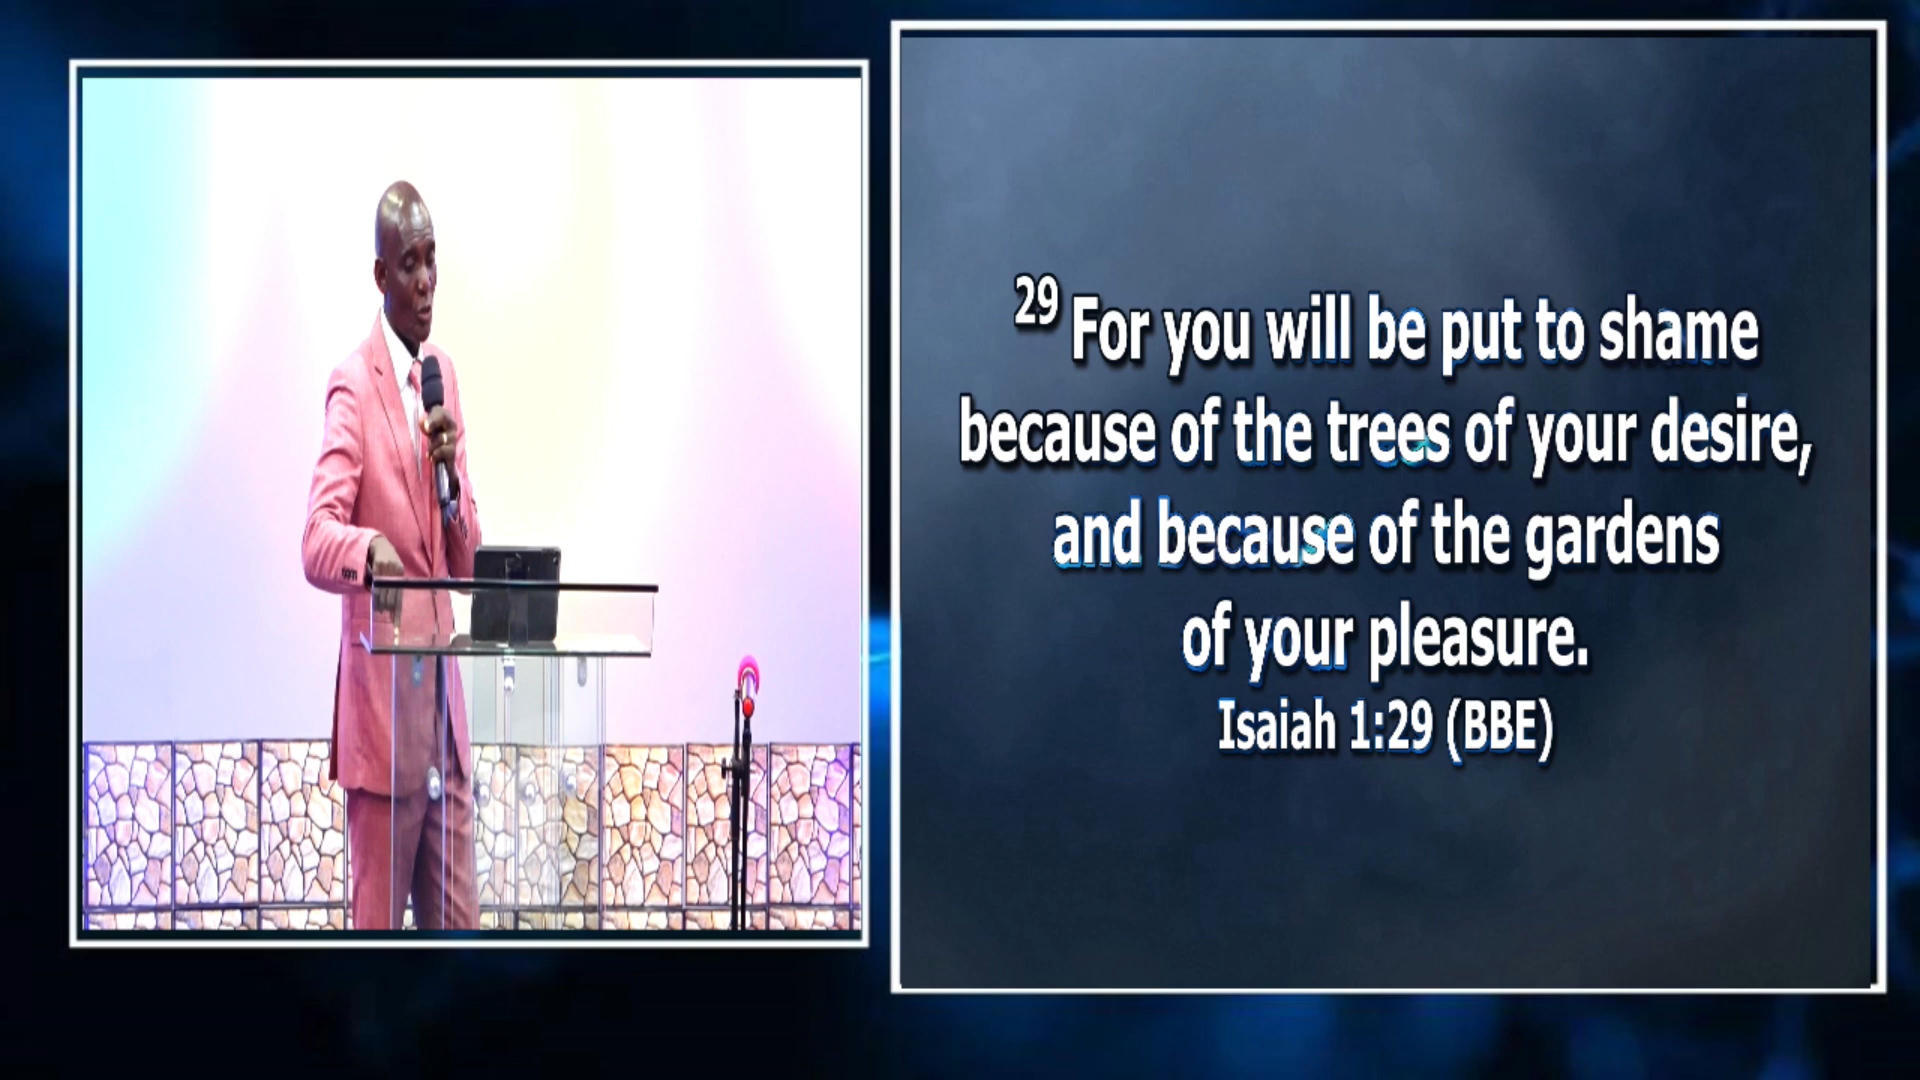 29 For you will be put to shame
because of the trees of your desire,
and because of the gardens
of your pleasure.
Isaiah 1:29 (BBE)